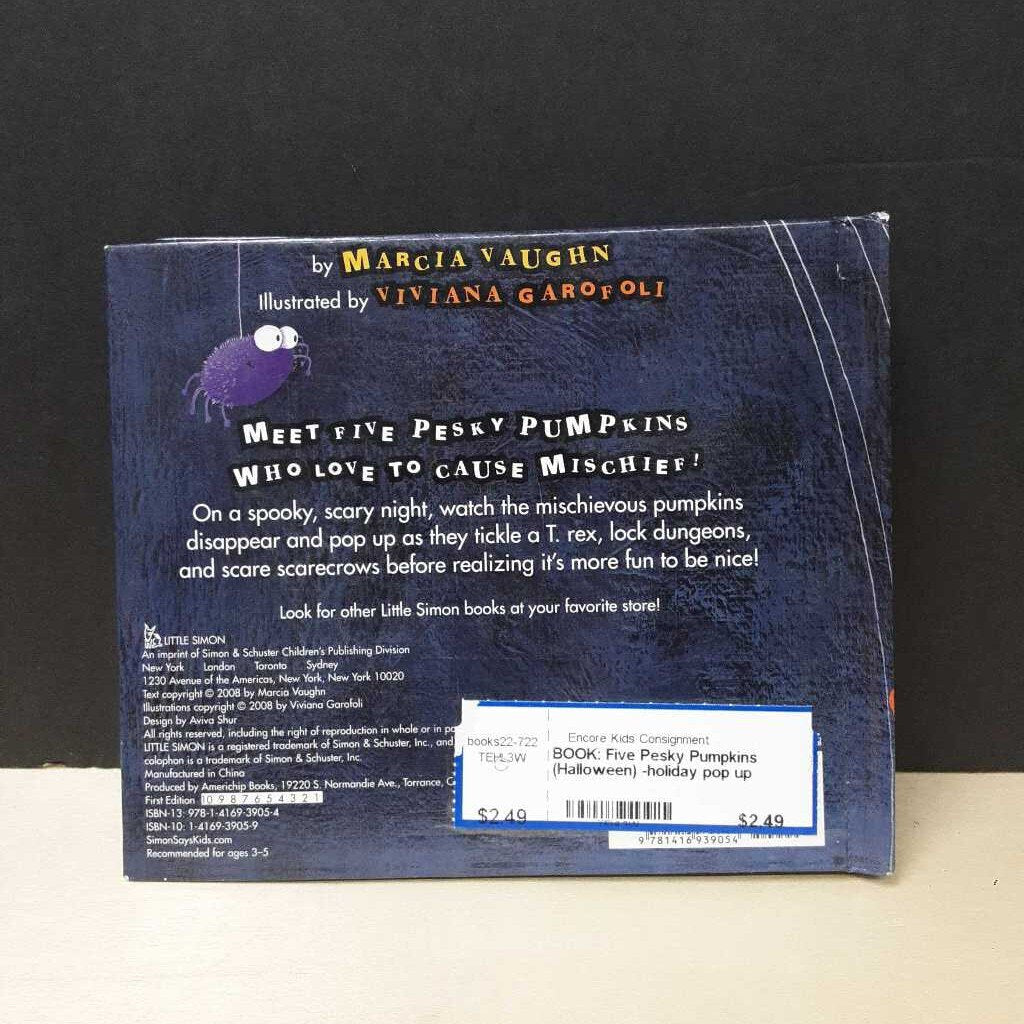 by MARCIA VAUGHN
Illustrated by VIVIANA GAROFOLI
MEET FIVE PESKY PUMPKINS
WHO LOVE TO CAUSE MISCHIEF!
On a spooky, scary night, watch the mischievous pumpkins
disappear and pop up as they tickle a T. rex, lock dungeons,
and scare scarecrows before realizing it's more fun to be nice!
Look for other Little Simon books at your favorite store!
LITTLE SIMON
An imprint of Simon & Schuster Children's Publishing Division
New York London Toronto Sydney
1230 Avenue of the Americas, New York, New York 10020
Text copyright © 2008 by Marcia Vaughn
Illustrations copyright © 2008 by Viviana Garofoli
Design by Aviva Shur
All rights reserved, including the right of reproduction in whole or in
LITTLE SIMON is a registered trademark of Simon & Schuster, Inc., and
colophon is a trademark of Simon & Schuster, Inc.
Manufactured in China
Produced by Americhip Books, 19220 S. Normandie Ave., Torrance,
First Edition 10 9 8 7 6 5 4 3 2 1
ISBN-13: 978-1-4169-3905-4
ISBN-10: 1-4169-3905-9
SimonSaysKids.com
Recommended for ages 3–5
books22-722
TEHL3W
$2.49
Encore Kids Consignment
BOOK: Five Pesky Pumpkins
(Halloween) -holiday pop up
$2.49
9 781416 939054